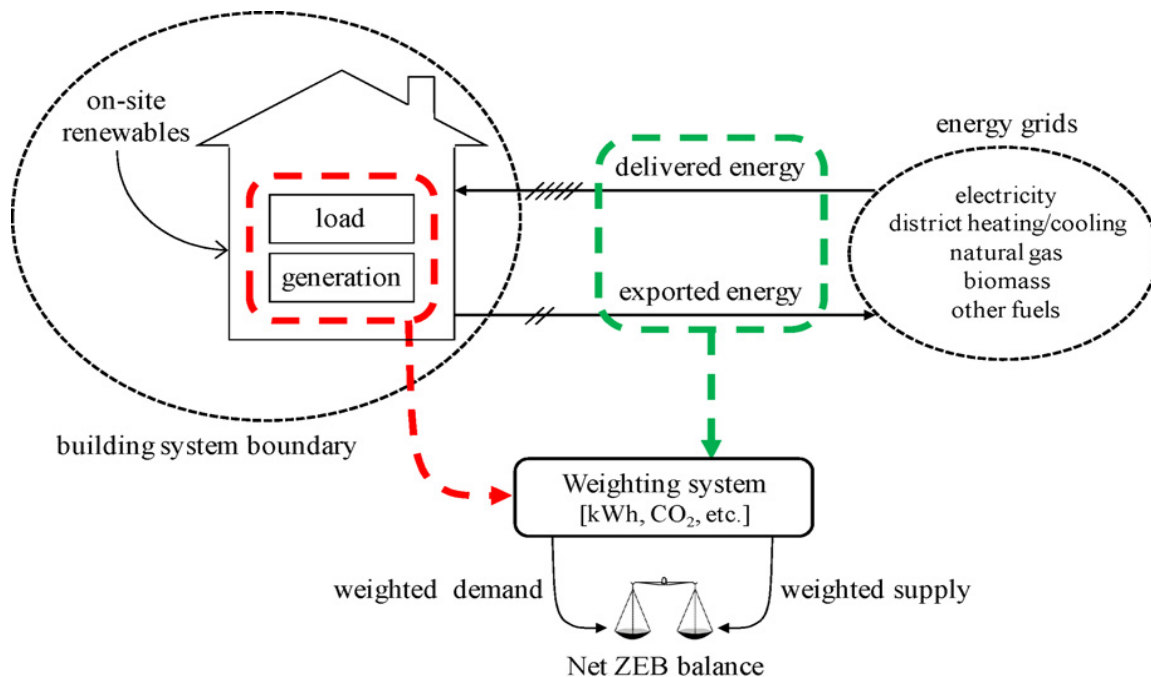 on-site
renewables
load
generation
building system boundary
delivered energy
exported energy
energy grids
electricity
district heating/cooling
natural gas
biomass
other fuels
Weighting system
[kWh, CO₂, etc.]
weighted demand
weighted supply
Net ZEB balance